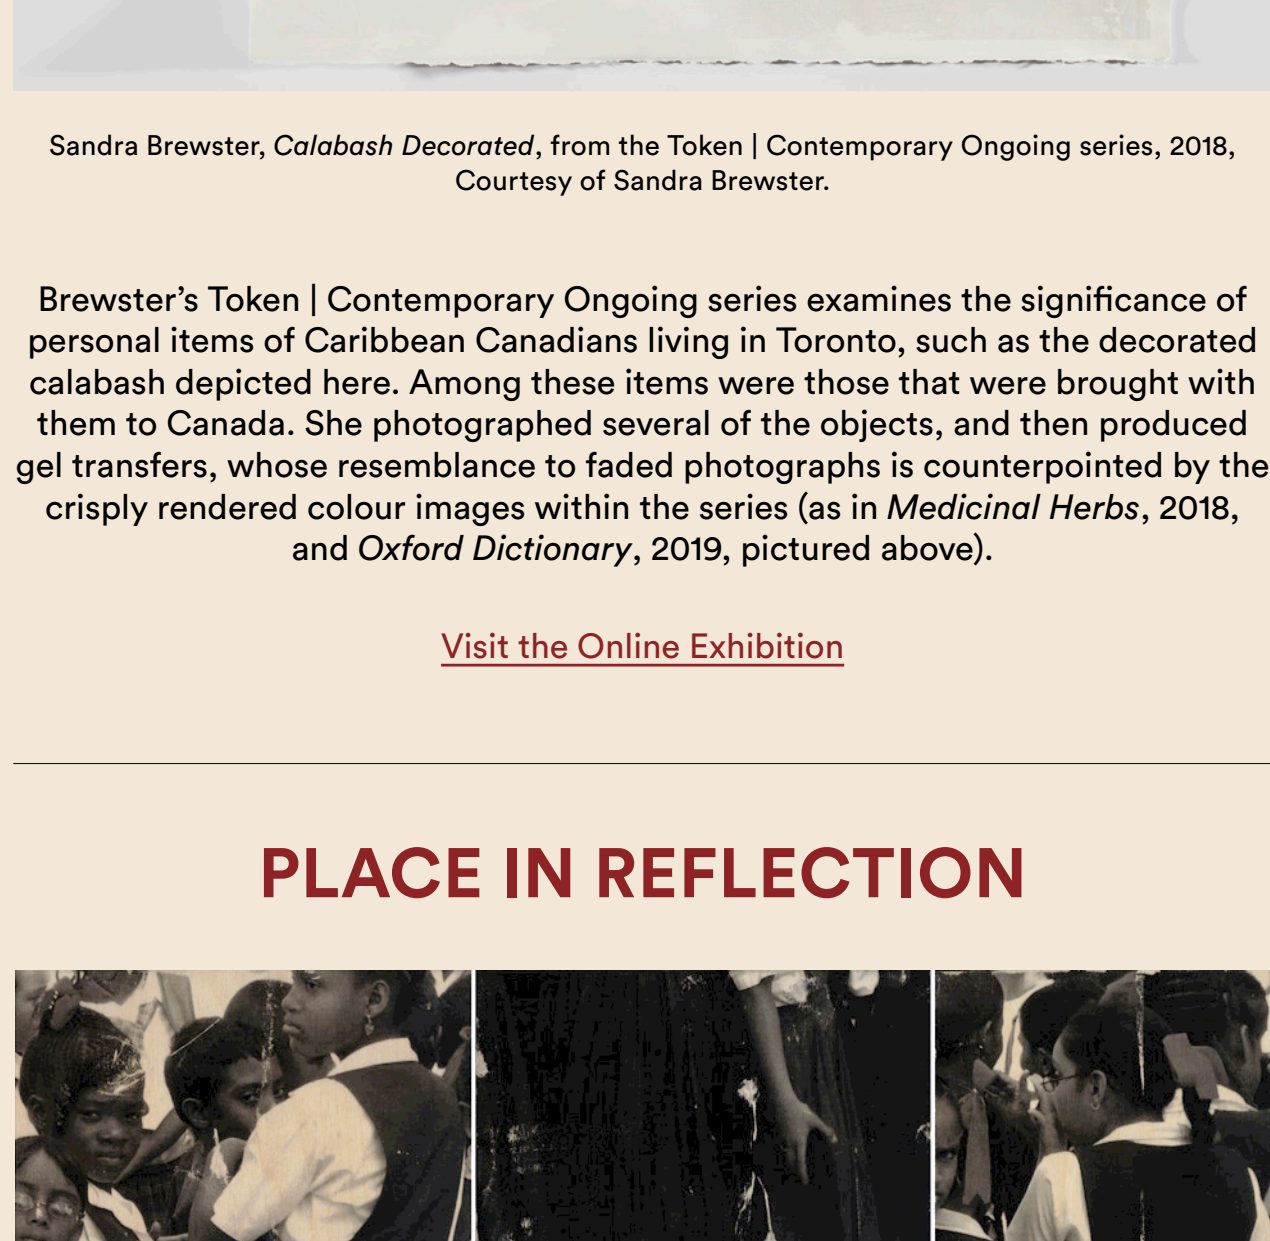 Sandra Brewster, Calabash Decorated, from the Token | Contemporary Ongoing series, 2018,
Courtesy of Sandra Brewster.
Brewster’s Token | Contemporary Ongoing series examines the significance of
personal items of Caribbean Canadians living in Toronto, such as the decorated
calabash depicted here. Among these items were those that were brought with
them to Canada. She photographed several of the objects, and then produced
gel transfers, whose resemblance to faded photographs is counterpointed by the
crisply rendered colour images within the series (as in Medicinal Herbs, 2018,
and Oxford Dictionary, 2019, pictured above).
Visit the Online Exhibition
PLACE IN REFLECTION